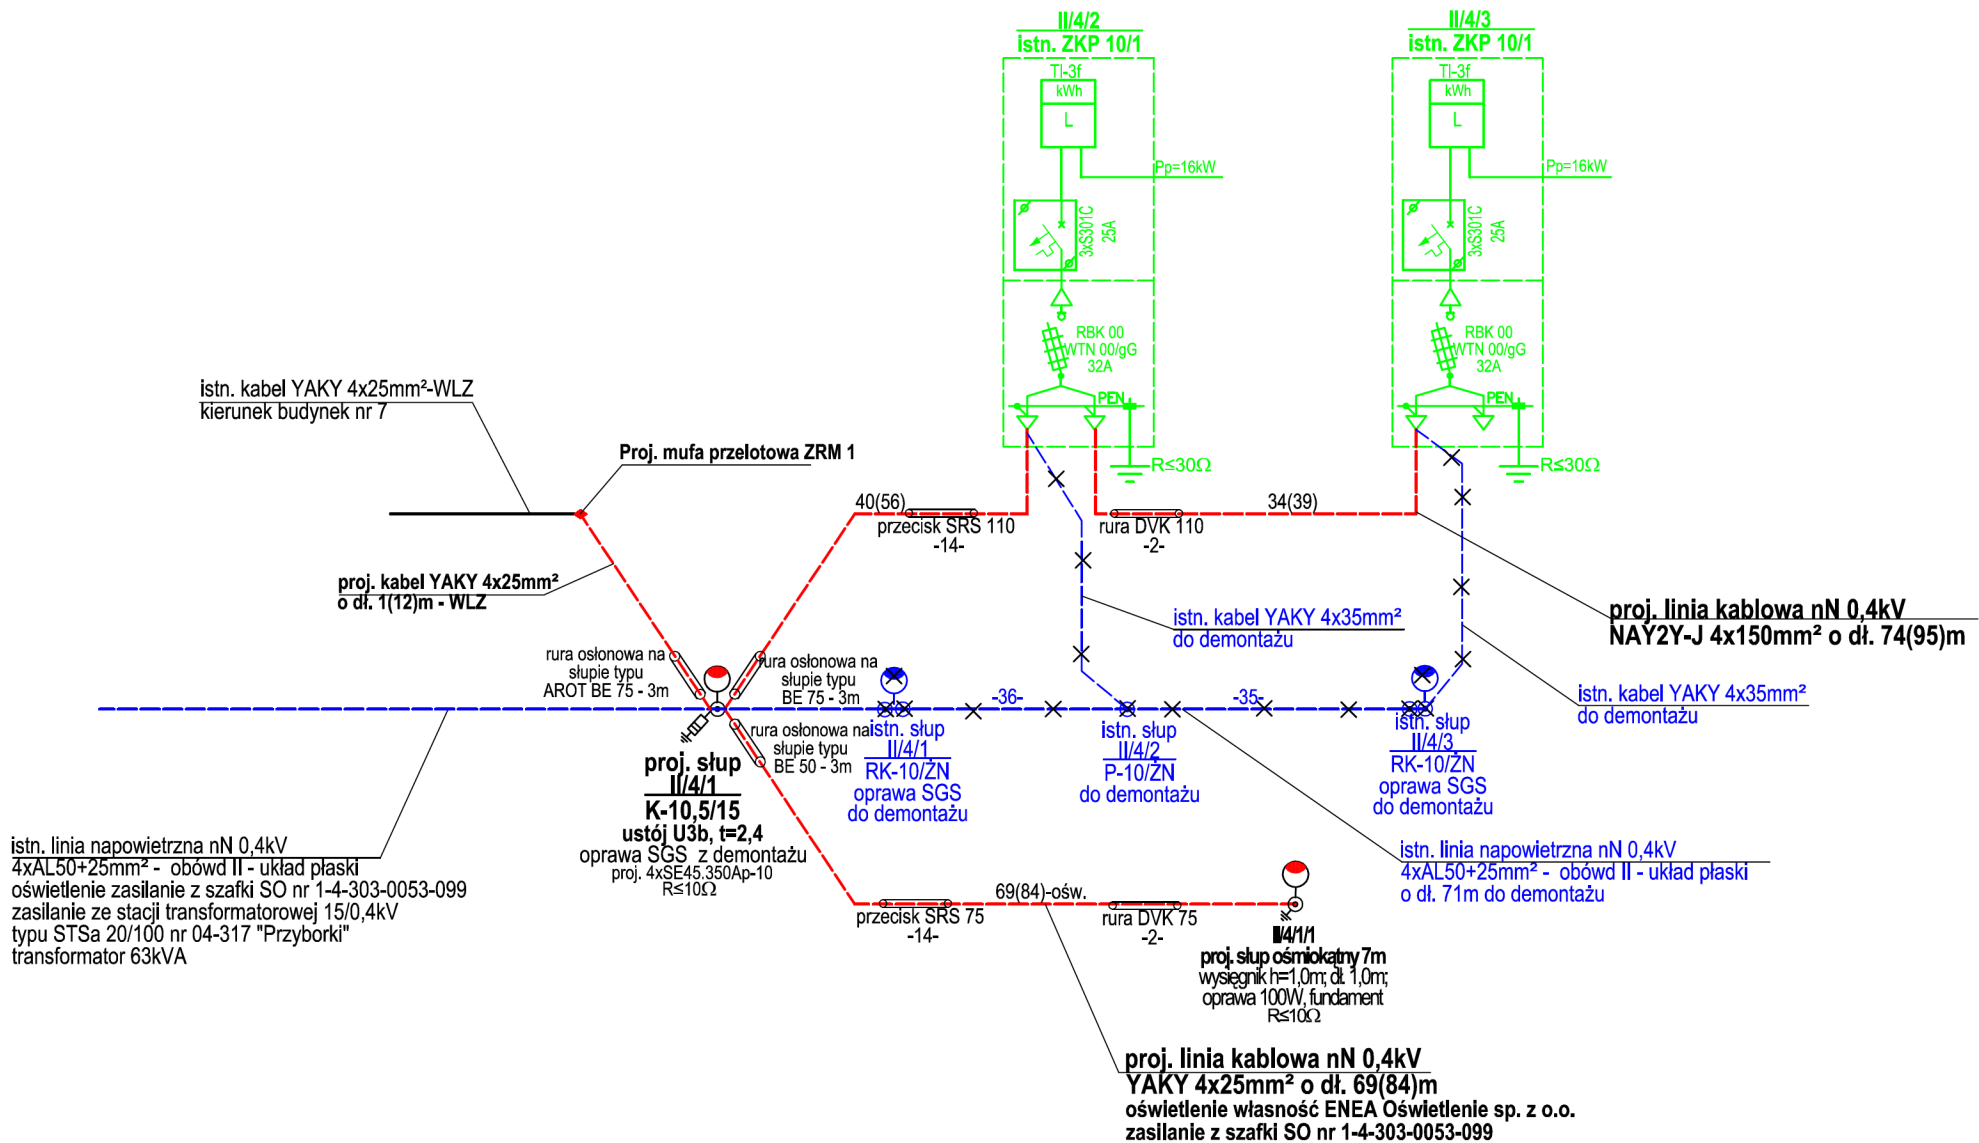 II/4/2
istn. ZKP 10/1
TI-3f
kWh
L
Pp=16kW
3xS301C
25A
RBK 00
WTN 00/gG
32A
PEN
R≤30Ω
II/4/3
istn. ZKP 10/1
TI-3f
kWh
L
Pp=16kW
3xS301C
25A
RBK 00
WTN 00/gG
32A
PEN
R≤30Ω
istn. kabel YAKY 4x25mm²-WLZ
kierunek budynek nr 7
Proj. mufa przelotowa ZRM 1
40(56)
przecisk SRS 110
-14-
rura DVK 110
-2-
34(39)
proj. kabel YAKY 4x25mm²
o dł. 1(12)m - WLZ
istn. kabel YAKY 4x35mm²
do demontażu
proj. linia kablowa nN 0,4kV
NAY2Y-J 4x150mm² o dł. 74(95)m
rura osłonowa na
słupie typu
AROT BE 75 - 3m
rura osłonowa na
słupie typu
BE 75 - 3m
istn. kabel YAKY 4x35mm²
do demontażu
-36-
-35-
rura osłonowa na
słupie typu
BE 50 - 3m
istn. słup
II/4/1
RK-10/ŻN
oprawa SGS
do demontażu
istn. słup
II/4/2
P-10/ŻN
do demontażu
istn. słup
II/4/3
RK-10/ŻN
oprawa SGS
do demontażu
proj. słup
II/4/1
K-10,5/15
ustój U3b, t=2,4
oprawa SGS z demontażu
proj. 4xSE45.350Ap-10
R≤10Ω
istn. linia napowietrzna nN 0,4kV
4xAL50+25mm² - obówd II - układ płaski
oświetlenie zasilanie z szafki SO nr 1-4-303-0053-099
zasilanie ze stacji transformatorowej 15/0,4kV
typu STSa 20/100 nr 04-317 "Przyborki"
transformator 63kVA
istn. linia napowietrzna nN 0,4kV
4xAL50+25mm² - obówd II - układ płaski
o dł. 71m do demontażu
69(84)-ośw.
przecisk SRS 75
-14-
rura DVK 75
-2-
II/4/1/1
proj. słup ośmiokątny 7m
wysięgnik h=1,0m; dł. 1,0m;
oprawa 100W, fundament
R≤10Ω
proj. linia kablowa nN 0,4kV
YAKY 4x25mm² o dł. 69(84)m
oświetlenie własność ENEA Oświetlenie sp. z o.o.
zasilanie z szafki SO nr 1-4-303-0053-099